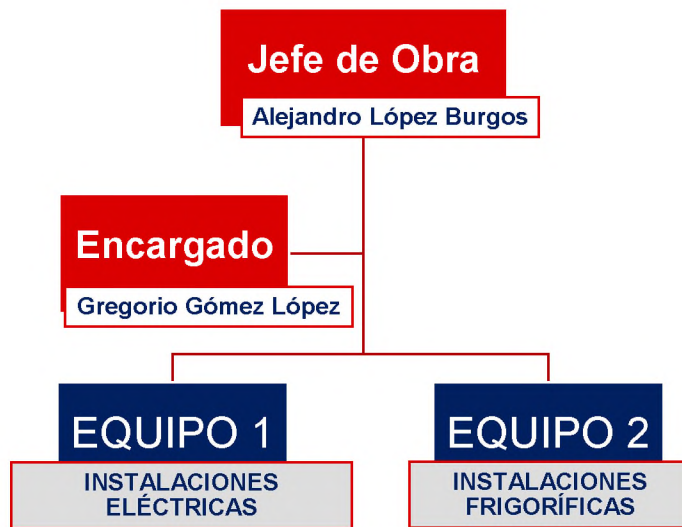 Jefe de Obra
Alejandro López Burgos
Encargado
Gregorio Gómez López
EQUIPO 1
INSTALACIONES
ELÉCTRICAS
EQUIPO 2
INSTALACIONES
FRIGORÍFICAS